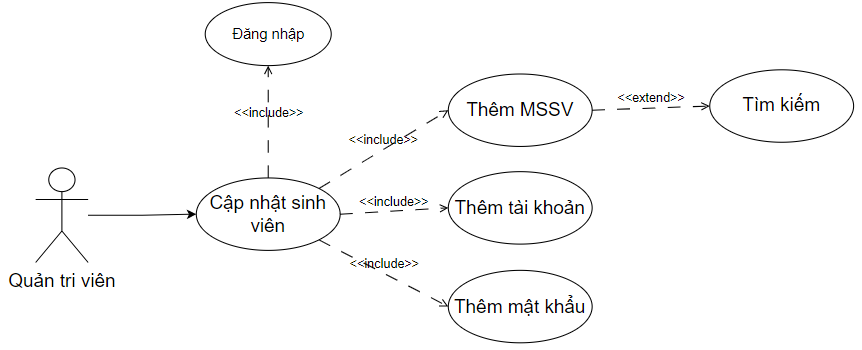 Đăng nhập
<<include>>
Thêm MSSV
<<extend>>
Tìm kiếm
<<include>>
Cập nhật sinh
viên
<<include>>
Thêm tài khoản
<<include>>
Thêm mật khẩu
Quản tri viên